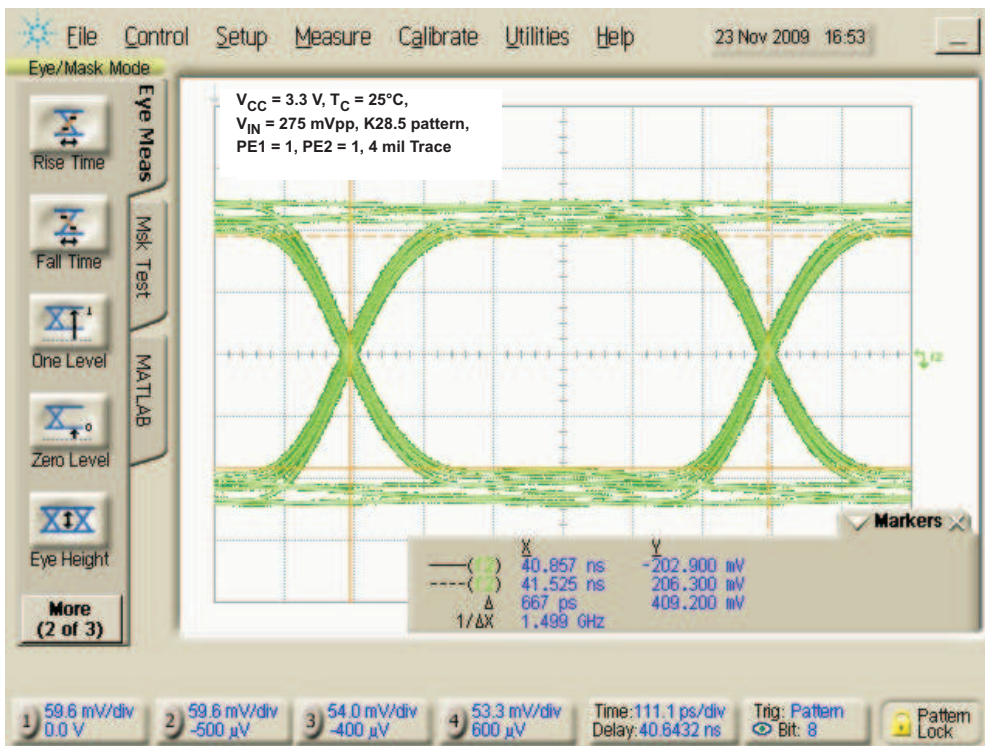 File Control Setup Measure Calibrate Utilities Help 23 Nov 2009 16:53
Eye/Mask Mode
Rise Time
Fall Time
One Level
Zero Level
Eye Height
More
(2 of 3)
Eye Meas
Msk Test
MATLAB
VCC = 3.3 V, TC = 25°C,
VIN = 275 mVpp, K28.5 pattern,
PE1 = 1, PE2 = 1, 4 mil Trace
f2
Markers
X Y
(f2) 40.857 ns -202.900 mV
(f2) 41.525 ns 206.300 mV
Δ 667 ps 409.200 mV
1/ΔX 1.499 GHz
1) 59.6 mV/div
0.0 V
2) 59.6 mV/div
-500 µV
3) 54.0 mV/div
-400 µV
4) 53.3 mV/div
600 µV
Time:111.1 ps/div
Delay:40.6432 ns
Trig: Pattern
Bit: 8
Pattern
Lock